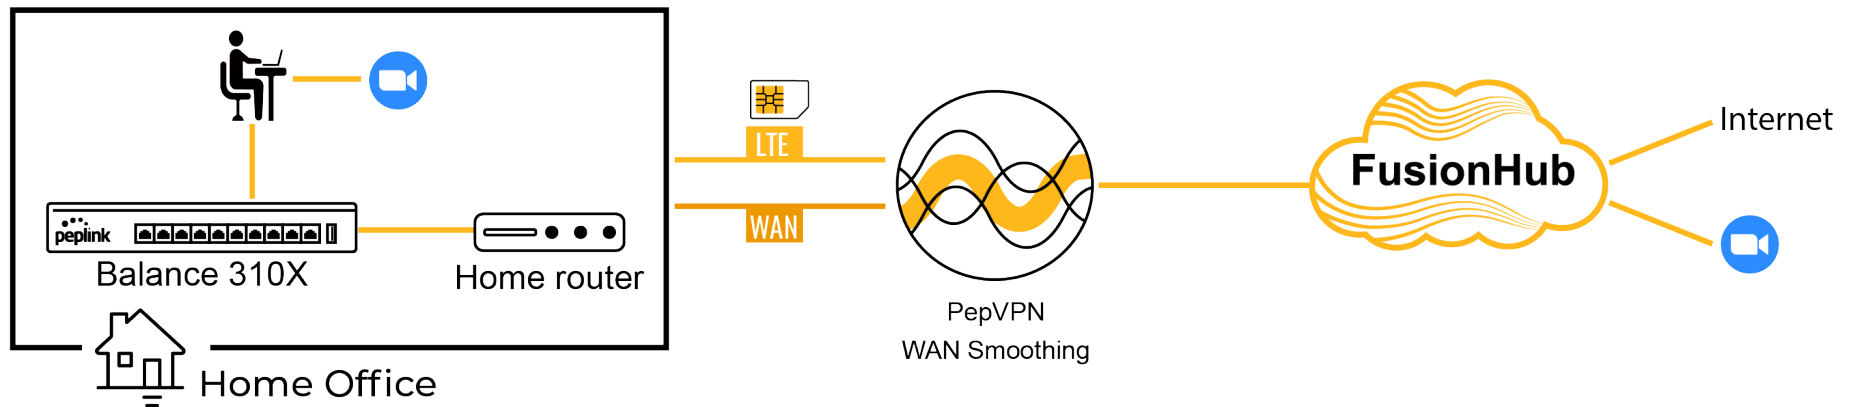 peplink
Balance 310X
Home router
Home Office
LTE
WAN
PepVPN
WAN Smoothing
FusionHub
Internet